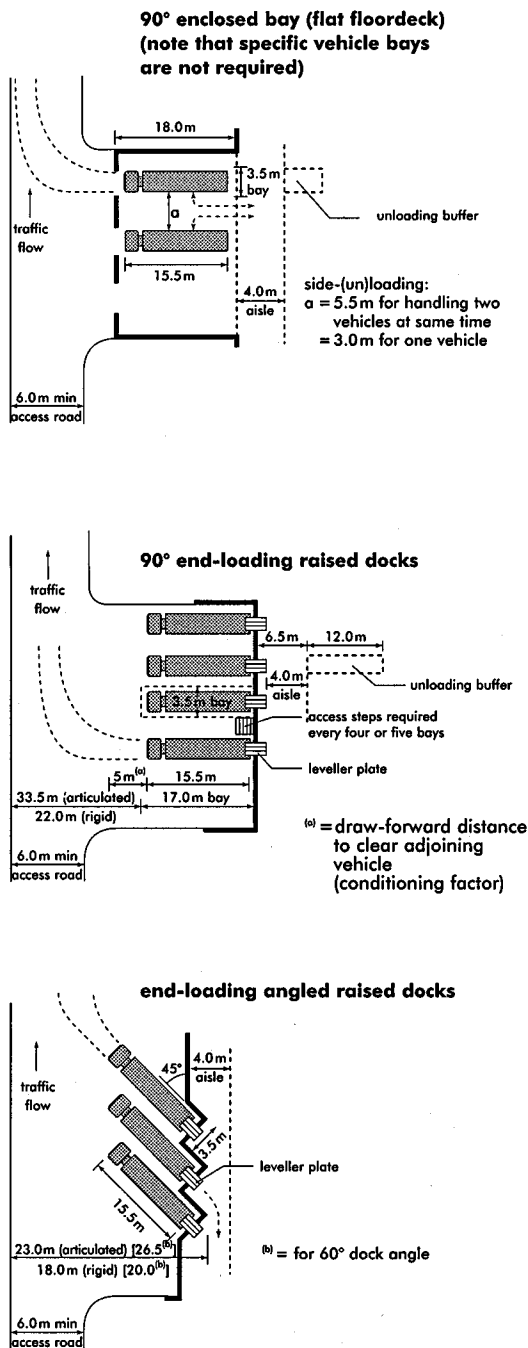 90° enclosed bay (flat floordeck)
(note that specific vehicle bays
are not required)
18.0m
3.5m
bay
a
unloading buffer
traffic
flow
15.5m
4.0m
aisle
side-(un)loading:
a = 5.5m for handling two
vehicles at same time
= 3.0m for one vehicle
6.0m min
access road
90° end-loading raised docks
traffic
flow
6.5m
12.0m
4.0m
aisle
unloading buffer
3.5m bay
access steps required
every four or five bays
leveller plate
5m(a)
15.5m
33.5m (articulated)
17.0m bay
22.0m (rigid)
6.0m min
access road
(a) = draw-forward distance
to clear adjoining
vehicle
(conditioning factor)
end-loading angled raised docks
traffic
flow
45°
4.0m
aisle
3.5m
leveller plate
15.5m
23.0m (articulated) [26.5(b)]
18.0m (rigid) [20.0(b)]
(b) = for 60° dock angle
6.0m min
access road